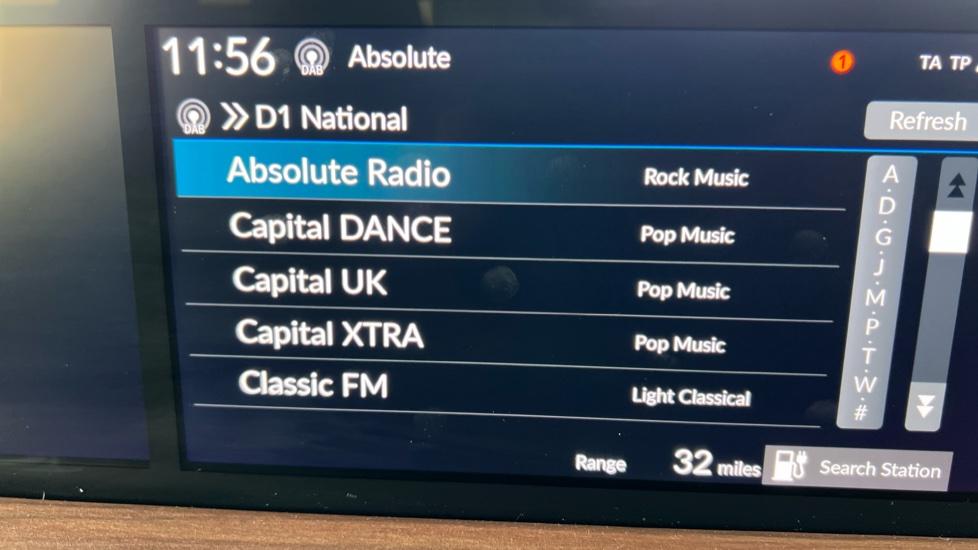 11:56 DAB Absolute 1 TA TP
DAB D1 National Refresh
Absolute Radio Rock Music
Capital DANCE Pop Music
Capital UK Pop Music
Capital XTRA Pop Music
Classic FM Light Classical
A
D
G
J
M
P
T
W
#
Range 32 miles Search Station